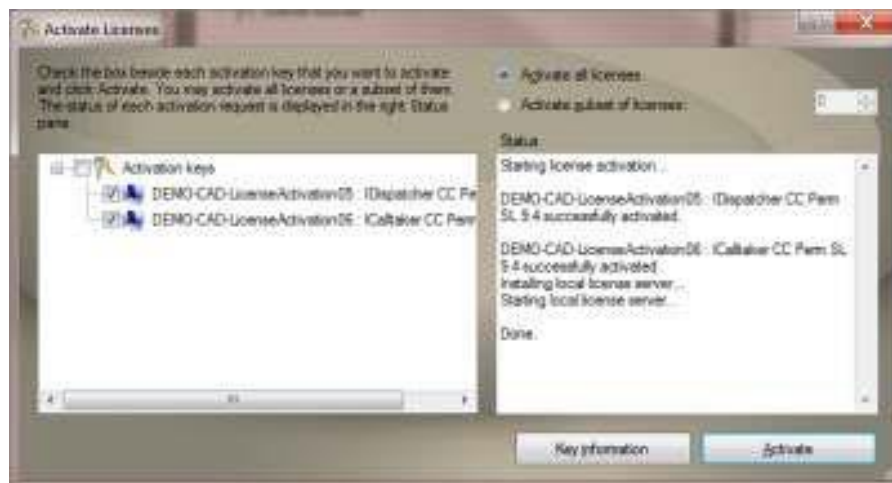 Activate Licenses
Check the box beside each activation key that you want to activate
and click Activate. You may activate all licenses or a subset of them.
The status of each activation request is displayed in the right Status
pane.
Activate all licenses
Activate subset of licenses:
0
Status
Activation keys
DEMO-CAD-LicenseActivation05 : IDispatcher CC Pe
DEMO-CAD-LicenseActivation06 : ICalltaker CC Perm
Starting license activation...
DEMO-CAD-LicenseActivation05 : IDispatcher CC Perm
SL 9.4 successfully activated.
DEMO-CAD-LicenseActivation06 : ICalltaker CC Perm SL
9.4 successfully activated.
Installing local license server...
Starting local license server...
Done.
Key information
Activate